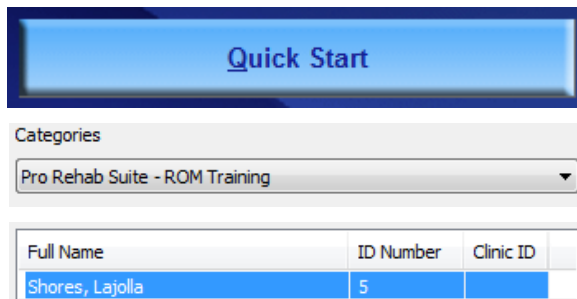 Quick Start
Categories
Pro Rehab Suite - ROM Training
Full Name ID Number Clinic ID
Shores, Lajolla 5